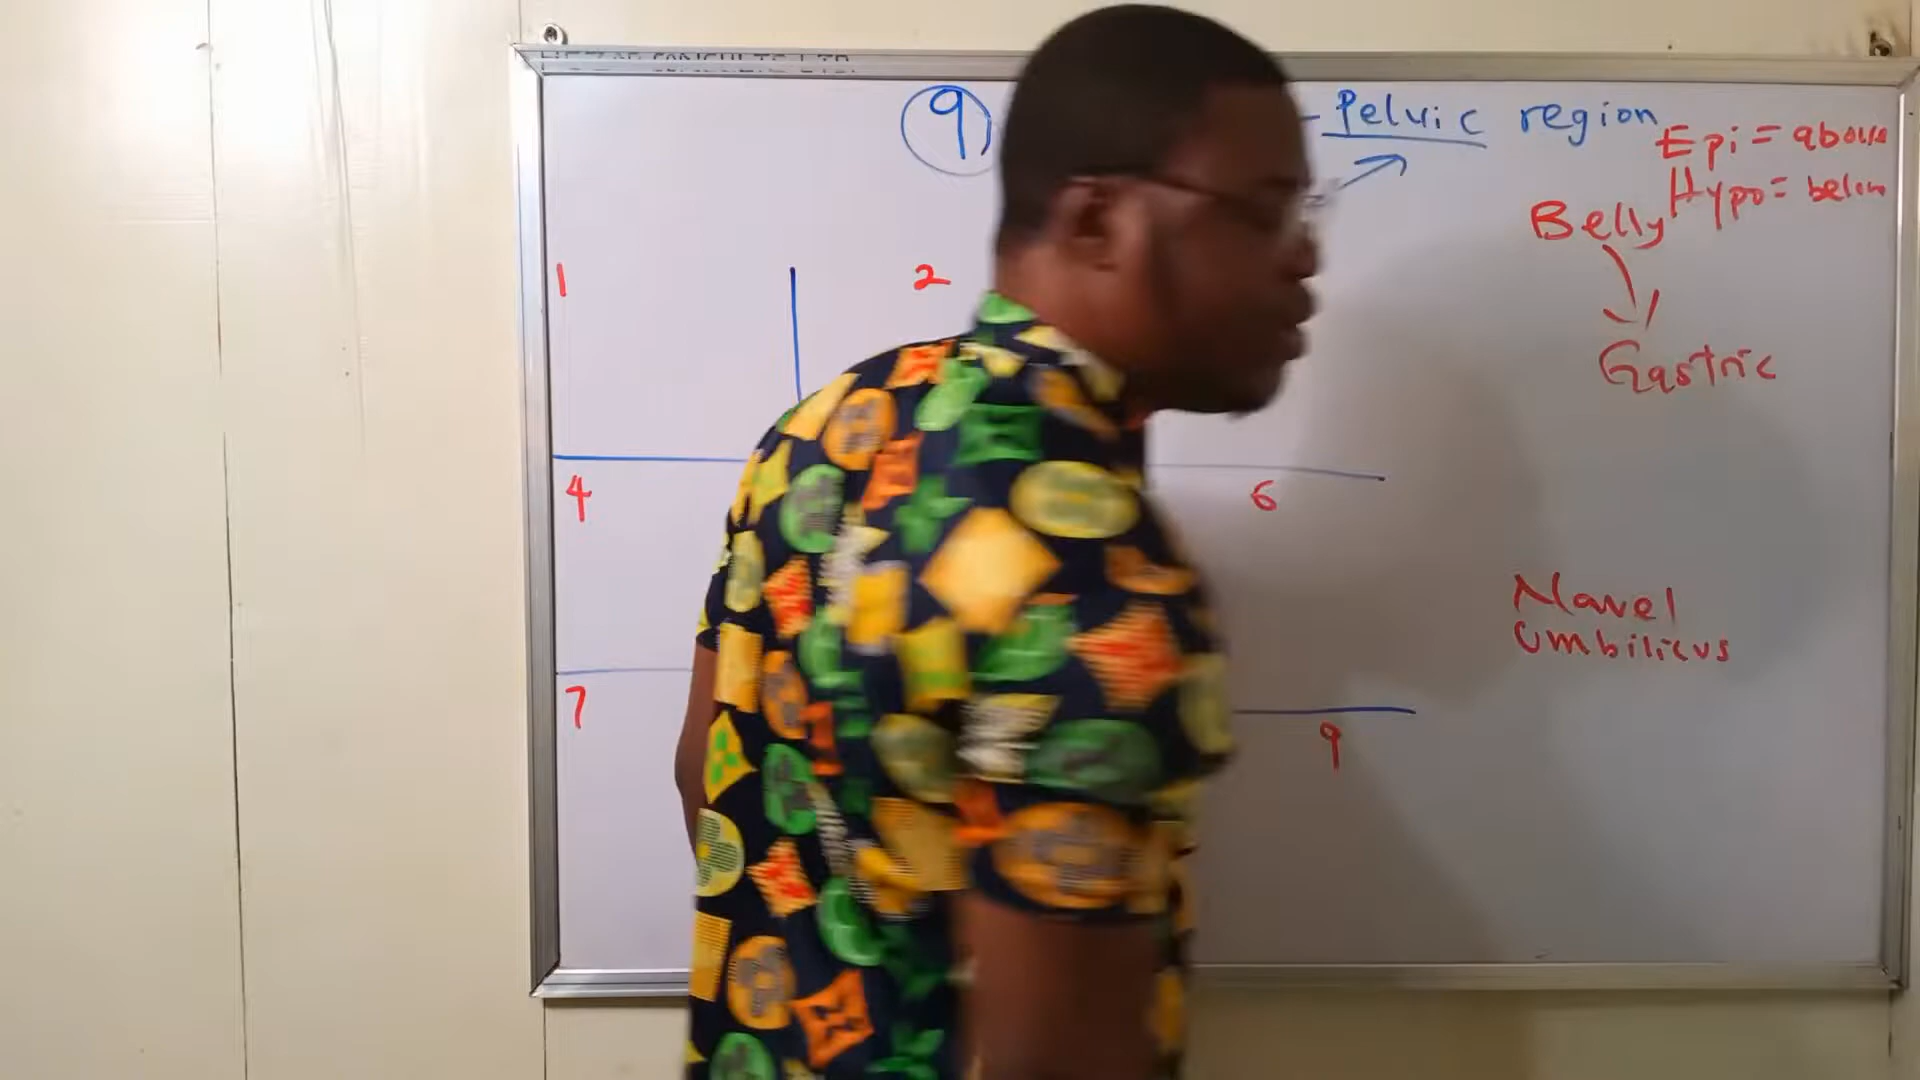 9 - Pelvic region
Epi = above
Hypo = below
Belly
Gastric
1 2
4 6
7 9
Navel
umbilicus